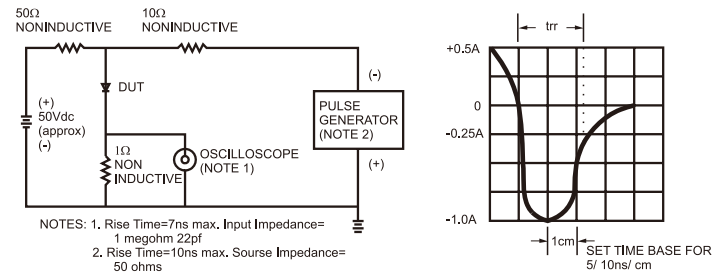 50Ω
NONINDUCTIVE
10Ω
NONINDUCTIVE
DUT
(+)
50Vdc
(approx)
(-)
1Ω
NON
INDUCTIVE
OSCILLOSCOPE
(NOTE 1)
(-)
PULSE
GENERATOR
(NOTE 2)
(+)
NOTES: 1. Rise Time=7ns max. Input Impedance=
1 megohm 22pf
2. Rise Time=10ns max. Sourse Impedance=
50 ohms
trr
+0.5A
0
-0.25A
-1.0A
1cm
SET TIME BASE FOR
5/ 10ns/ cm